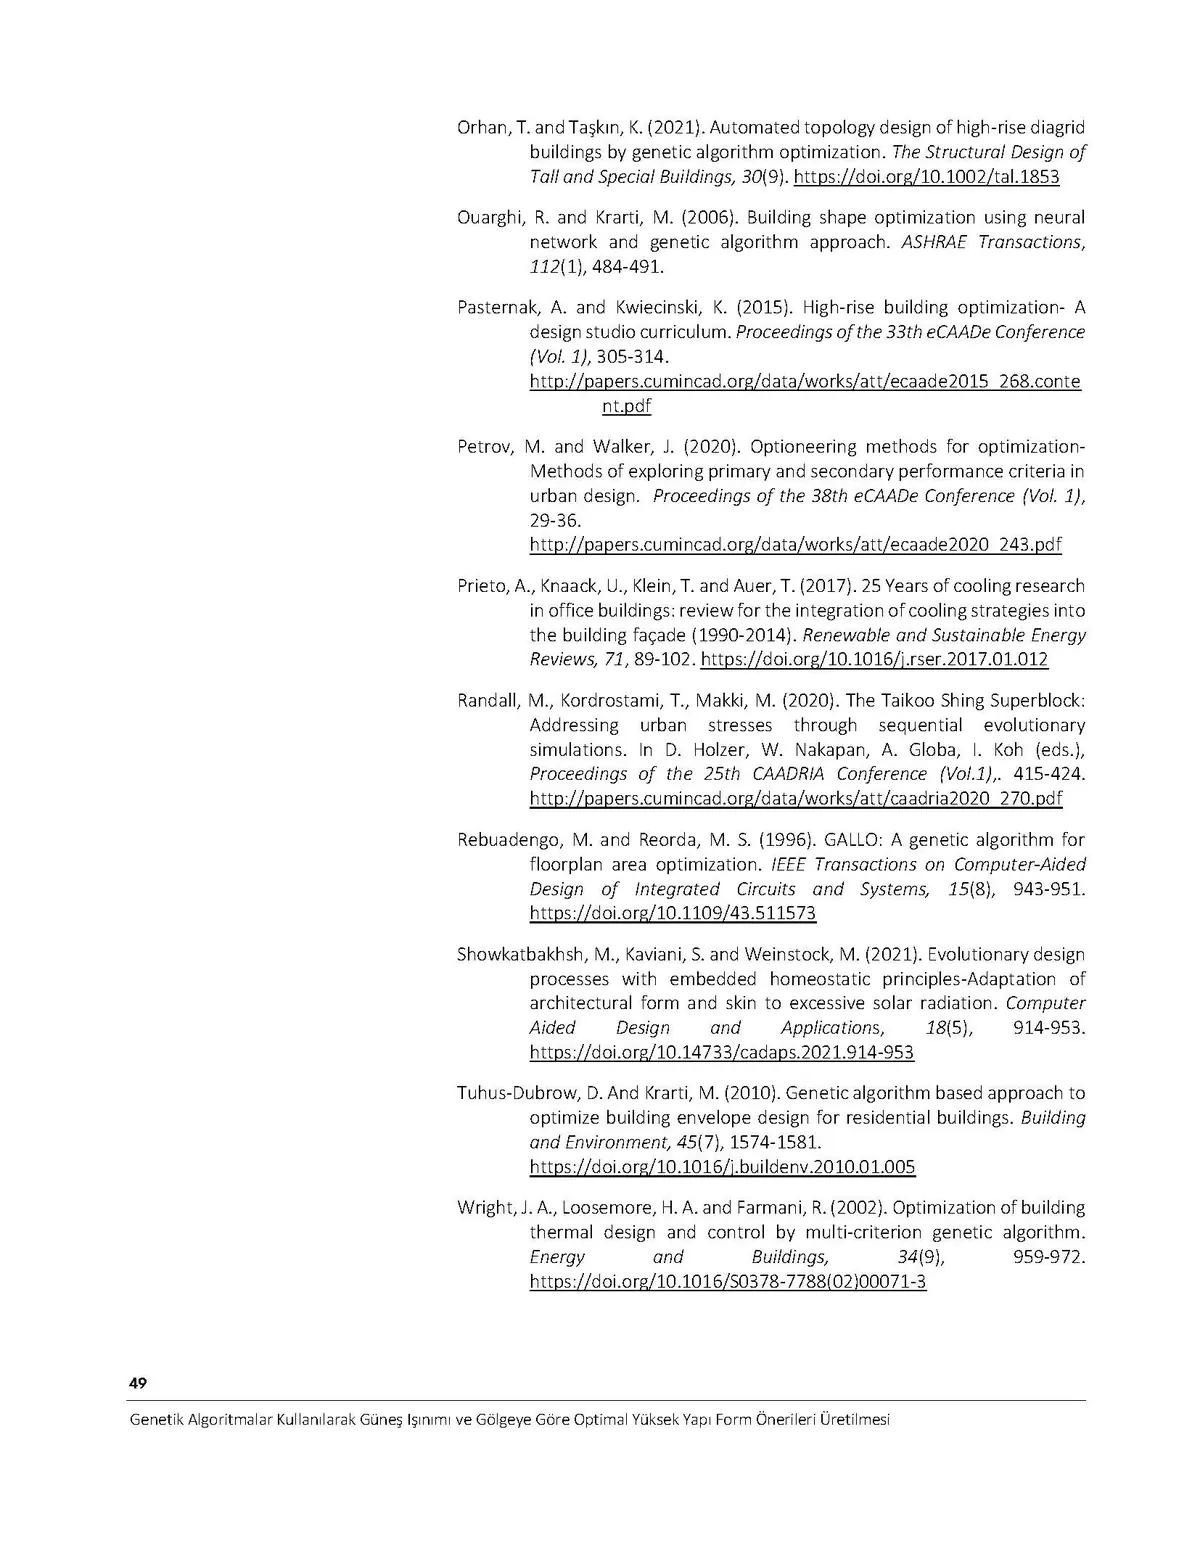 Orhan, T. and Taşkın, K. (2021). Automated topology design of high-rise diagrid
buildings by genetic algorithm optimization. The Structural Design of
Tall and Special Buildings, 30(9). https://doi.org/10.1002/tal.1853
Ouarghi, R. and Krarti, M. (2006). Building shape optimization using neural
network and genetic algorithm approach. ASHRAE Transactions,
112(1), 484-491.
Pasternak, A. and Kwiecinski, K. (2015). High-rise building optimization- A
design studio curriculum. Proceedings of the 33th eCAADe Conference
(Vol. 1), 305-314.
http://papers.cumincad.org/data/works/att/ecaade2015_268.conte
nt.pdf
Petrov, M. and Walker, J. (2020). Optioneering methods for optimization-
Methods of exploring primary and secondary performance criteria in
urban design. Proceedings of the 38th eCAADe Conference (Vol. 1),
29-36.
http://papers.cumincad.org/data/works/att/ecaade2020_243.pdf
Prieto, A., Knaack, U., Klein, T. and Auer, T. (2017). 25 Years of cooling research
in office buildings: review for the integration of cooling strategies into
the building façade (1990-2014). Renewable and Sustainable Energy
Reviews, 71, 89-102. https://doi.org/10.1016/j.rser.2017.01.012
Randall, M., Kordrostami, T., Makki, M. (2020). The Taikoo Shing Superblock:
Addressing urban stresses through sequential evolutionary
simulations. In D. Holzer, W. Nakapan, A. Globa, I. Koh (eds.),
Proceedings of the 25th CAADRIA Conference (Vol.1),. 415-424.
http://papers.cumincad.org/data/works/att/caadria2020_270.pdf
Rebuadengo, M. and Reorda, M. S. (1996). GALLO: A genetic algorithm for
floorplan area optimization. IEEE Transactions on Computer-Aided
Design of Integrated Circuits and Systems, 15(8), 943-951.
https://doi.org/10.1109/43.511573
Showkatbakhsh, M., Kaviani, S. and Weinstock, M. (2021). Evolutionary design
processes with embedded homeostatic principles-Adaptation of
architectural form and skin to excessive solar radiation. Computer
Aided Design and Applications, 18(5), 914-953.
https://doi.org/10.14733/cadaps.2021.914-953
Tuhus-Dubrow, D. And Krarti, M. (2010). Genetic algorithm based approach to
optimize building envelope design for residential buildings. Building
and Environment, 45(7), 1574-1581.
https://doi.org/10.1016/j.buildenv.2010.01.005
Wright, J. A., Loosemore, H. A. and Farmani, R. (2002). Optimization of building
thermal design and control by multi-criterion genetic algorithm.
Energy and Buildings, 34(9), 959-972.
https://doi.org/10.1016/S0378-7788(02)00071-3
49
Genetik Algoritmalar Kullanılarak Güneş Işınımı ve Gölgeye Göre Optimal Yüksek Yapı Form Önerileri Üretilmesi